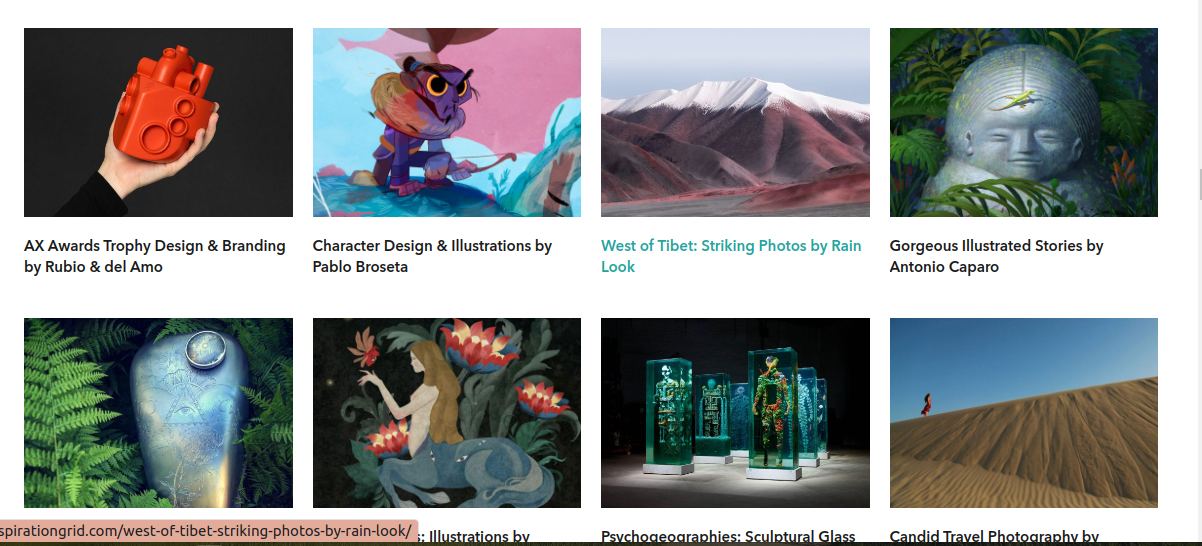 AX Awards Trophy Design & Branding
by Rubio & del Amo
Character Design & Illustrations by
Pablo Broseta
West of Tibet: Striking Photos by Rain
Look
Gorgeous Illustrated Stories by
Antonio Caparo
spirationgrid.com/west-of-tibet-striking-photos-by-rain-look/
: Illustrations by
Psychogeographies: Sculptural Glass
Candid Travel Photography by